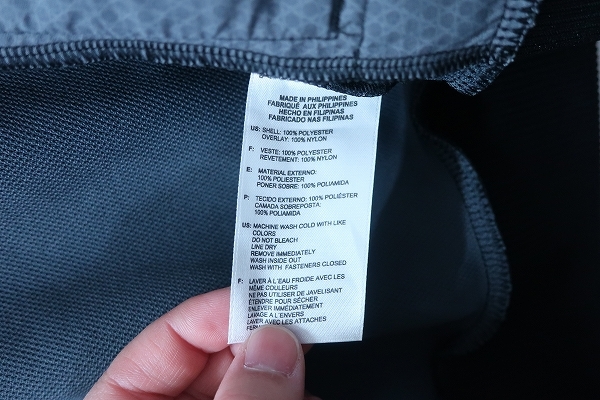 MADE IN PHILIPPINES
FABRIQUÉ AUX PHILIPPINES
HECHO EN FILIPINAS
FABRICADO NAS FILIPINAS
US: SHELL: 100% POLYESTER
OVERLAY: 100% NYLON
F: VESTE: 100% POLYESTER
REVETEMENT: 100% NYLON
E: MATERIAL EXTERNO:
100% POLIESTER
PONER SOBRE: 100% POLIAMIDA
P: TECIDO EXTERNO: 100% POLIÉSTER
CAMADA SOBREPOSTA:
100% POLIAMIDA
US: MACHINE WASH COLD WITH LIKE
COLORS
DO NOT BLEACH
LINE DRY
REMOVE IMMEDIATELY
WASH INSIDE OUT
WASH WITH FASTENERS CLOSED
F: LAVER À L'EAU FROIDE AVEC LES
MÊME COULEURS
NE PAS UTILISER DE JAVELISANT
ÉTENDRE POUR SÉCHER
ENLEVER IMMÉDIATEMENT
LAVAGE A L'ENVERS
LAVER AVEC LES ATTACHES